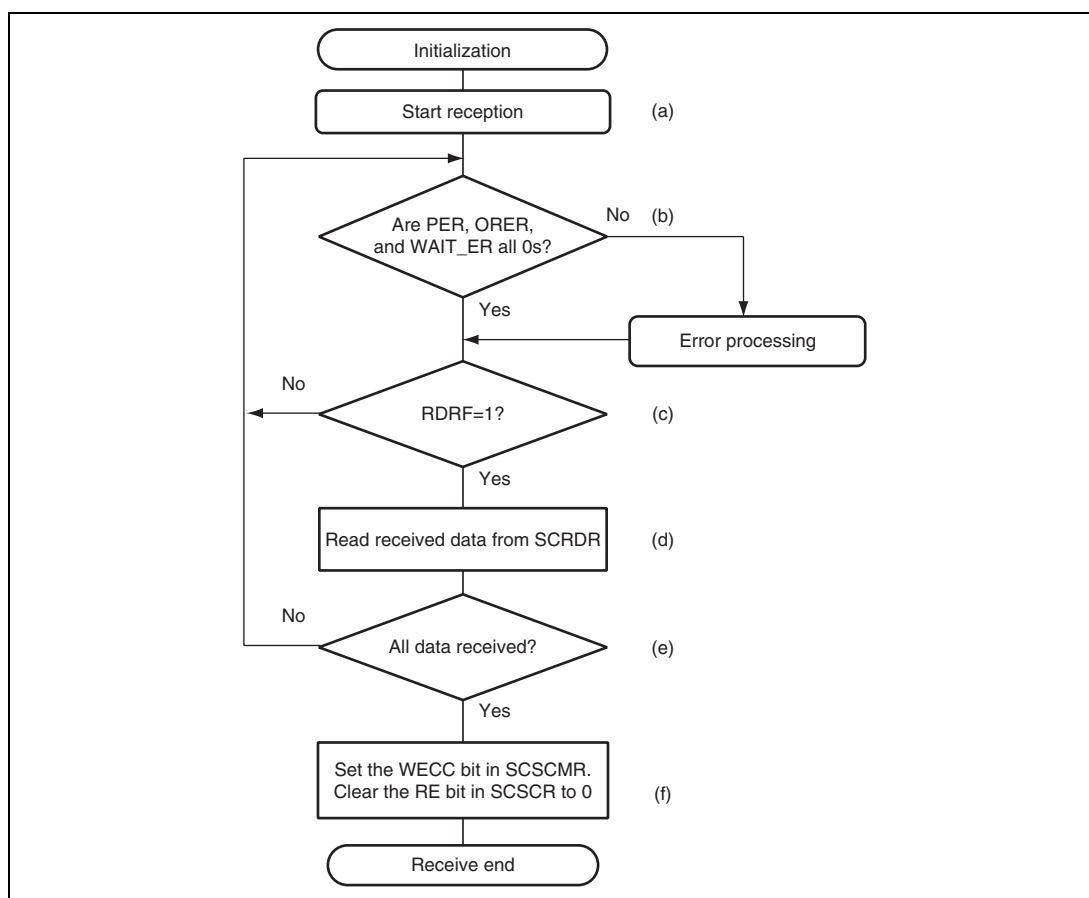 Initialization
Start reception
(a)
Are PER, ORER,
and WAIT_ER all 0s?
No
(b)
Yes
Error processing
No
RDRF=1?
(c)
Yes
Read received data from SCRDR
(d)
No
All data received?
(e)
Yes
Set the WECC bit in SCSCMR.
Clear the RE bit in SCSCR to 0
(f)
Receive end